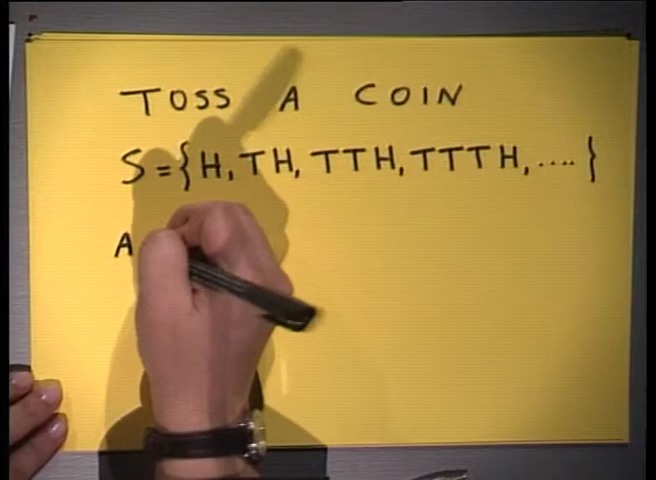 TOSS A COIN
S={H, TH, TTH, TTTH, ....}
A